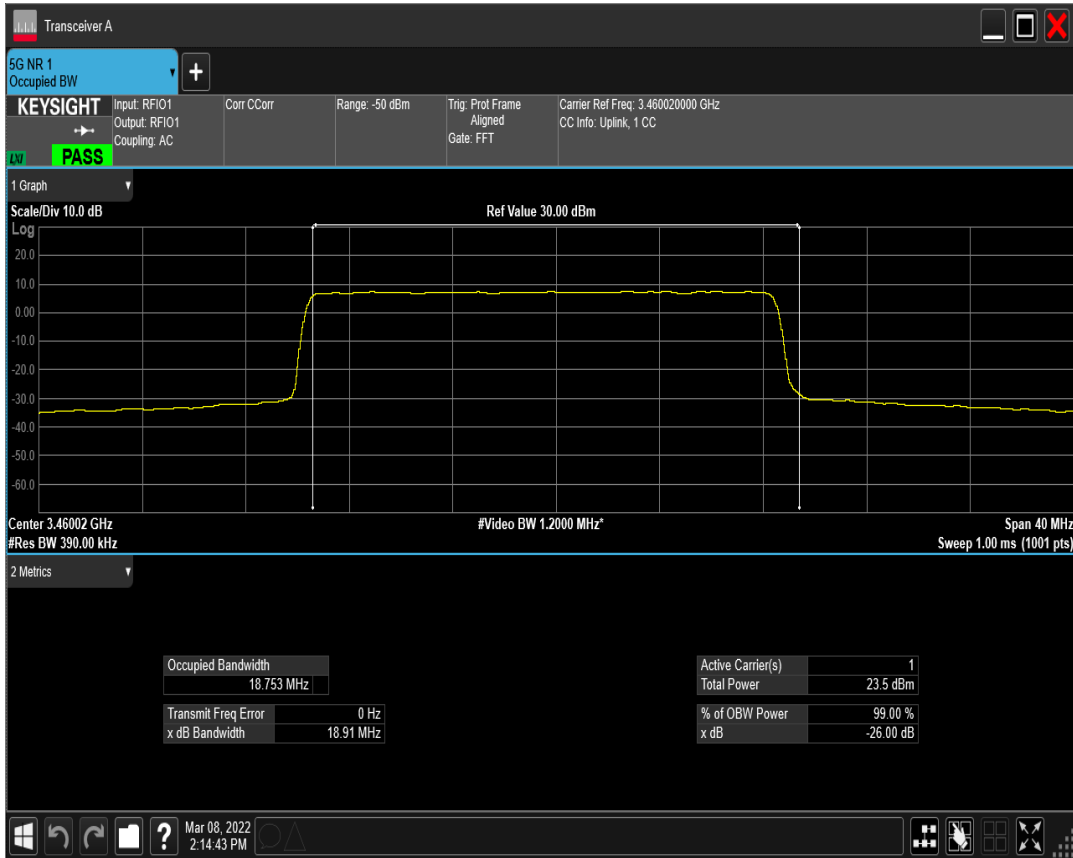 Transceiver A
5G NR 1
Occupied BW
+
KEYSIGHT
LXI
PASS
Input: RFIO1
Output: RFIO1
Coupling: AC
Corr CCorr
Range: -50 dBm
Trig: Prot Frame
Aligned
Gate: FFT
Carrier Ref Freq: 3.460020000 GHz
CC Info: Uplink, 1 CC
1 Graph
Scale/Div 10.0 dB
Ref Value 30.00 dBm
Log
20.0
10.0
0.00
-10.0
-20.0
-30.0
-40.0
-50.0
-60.0
Center 3.46002 GHz
#Video BW 1.2000 MHz*
Span 40 MHz
#Res BW 390.00 kHz
Sweep 1.00 ms (1001 pts)
2 Metrics
Occupied Bandwidth
18.753 MHz
Transmit Freq Error 0 Hz
x dB Bandwidth 18.91 MHz
Active Carrier(s) 1
Total Power 23.5 dBm
% of OBW Power 99.00 %
x dB -26.00 dB
?
Mar 08, 2022
2:14:43 PM